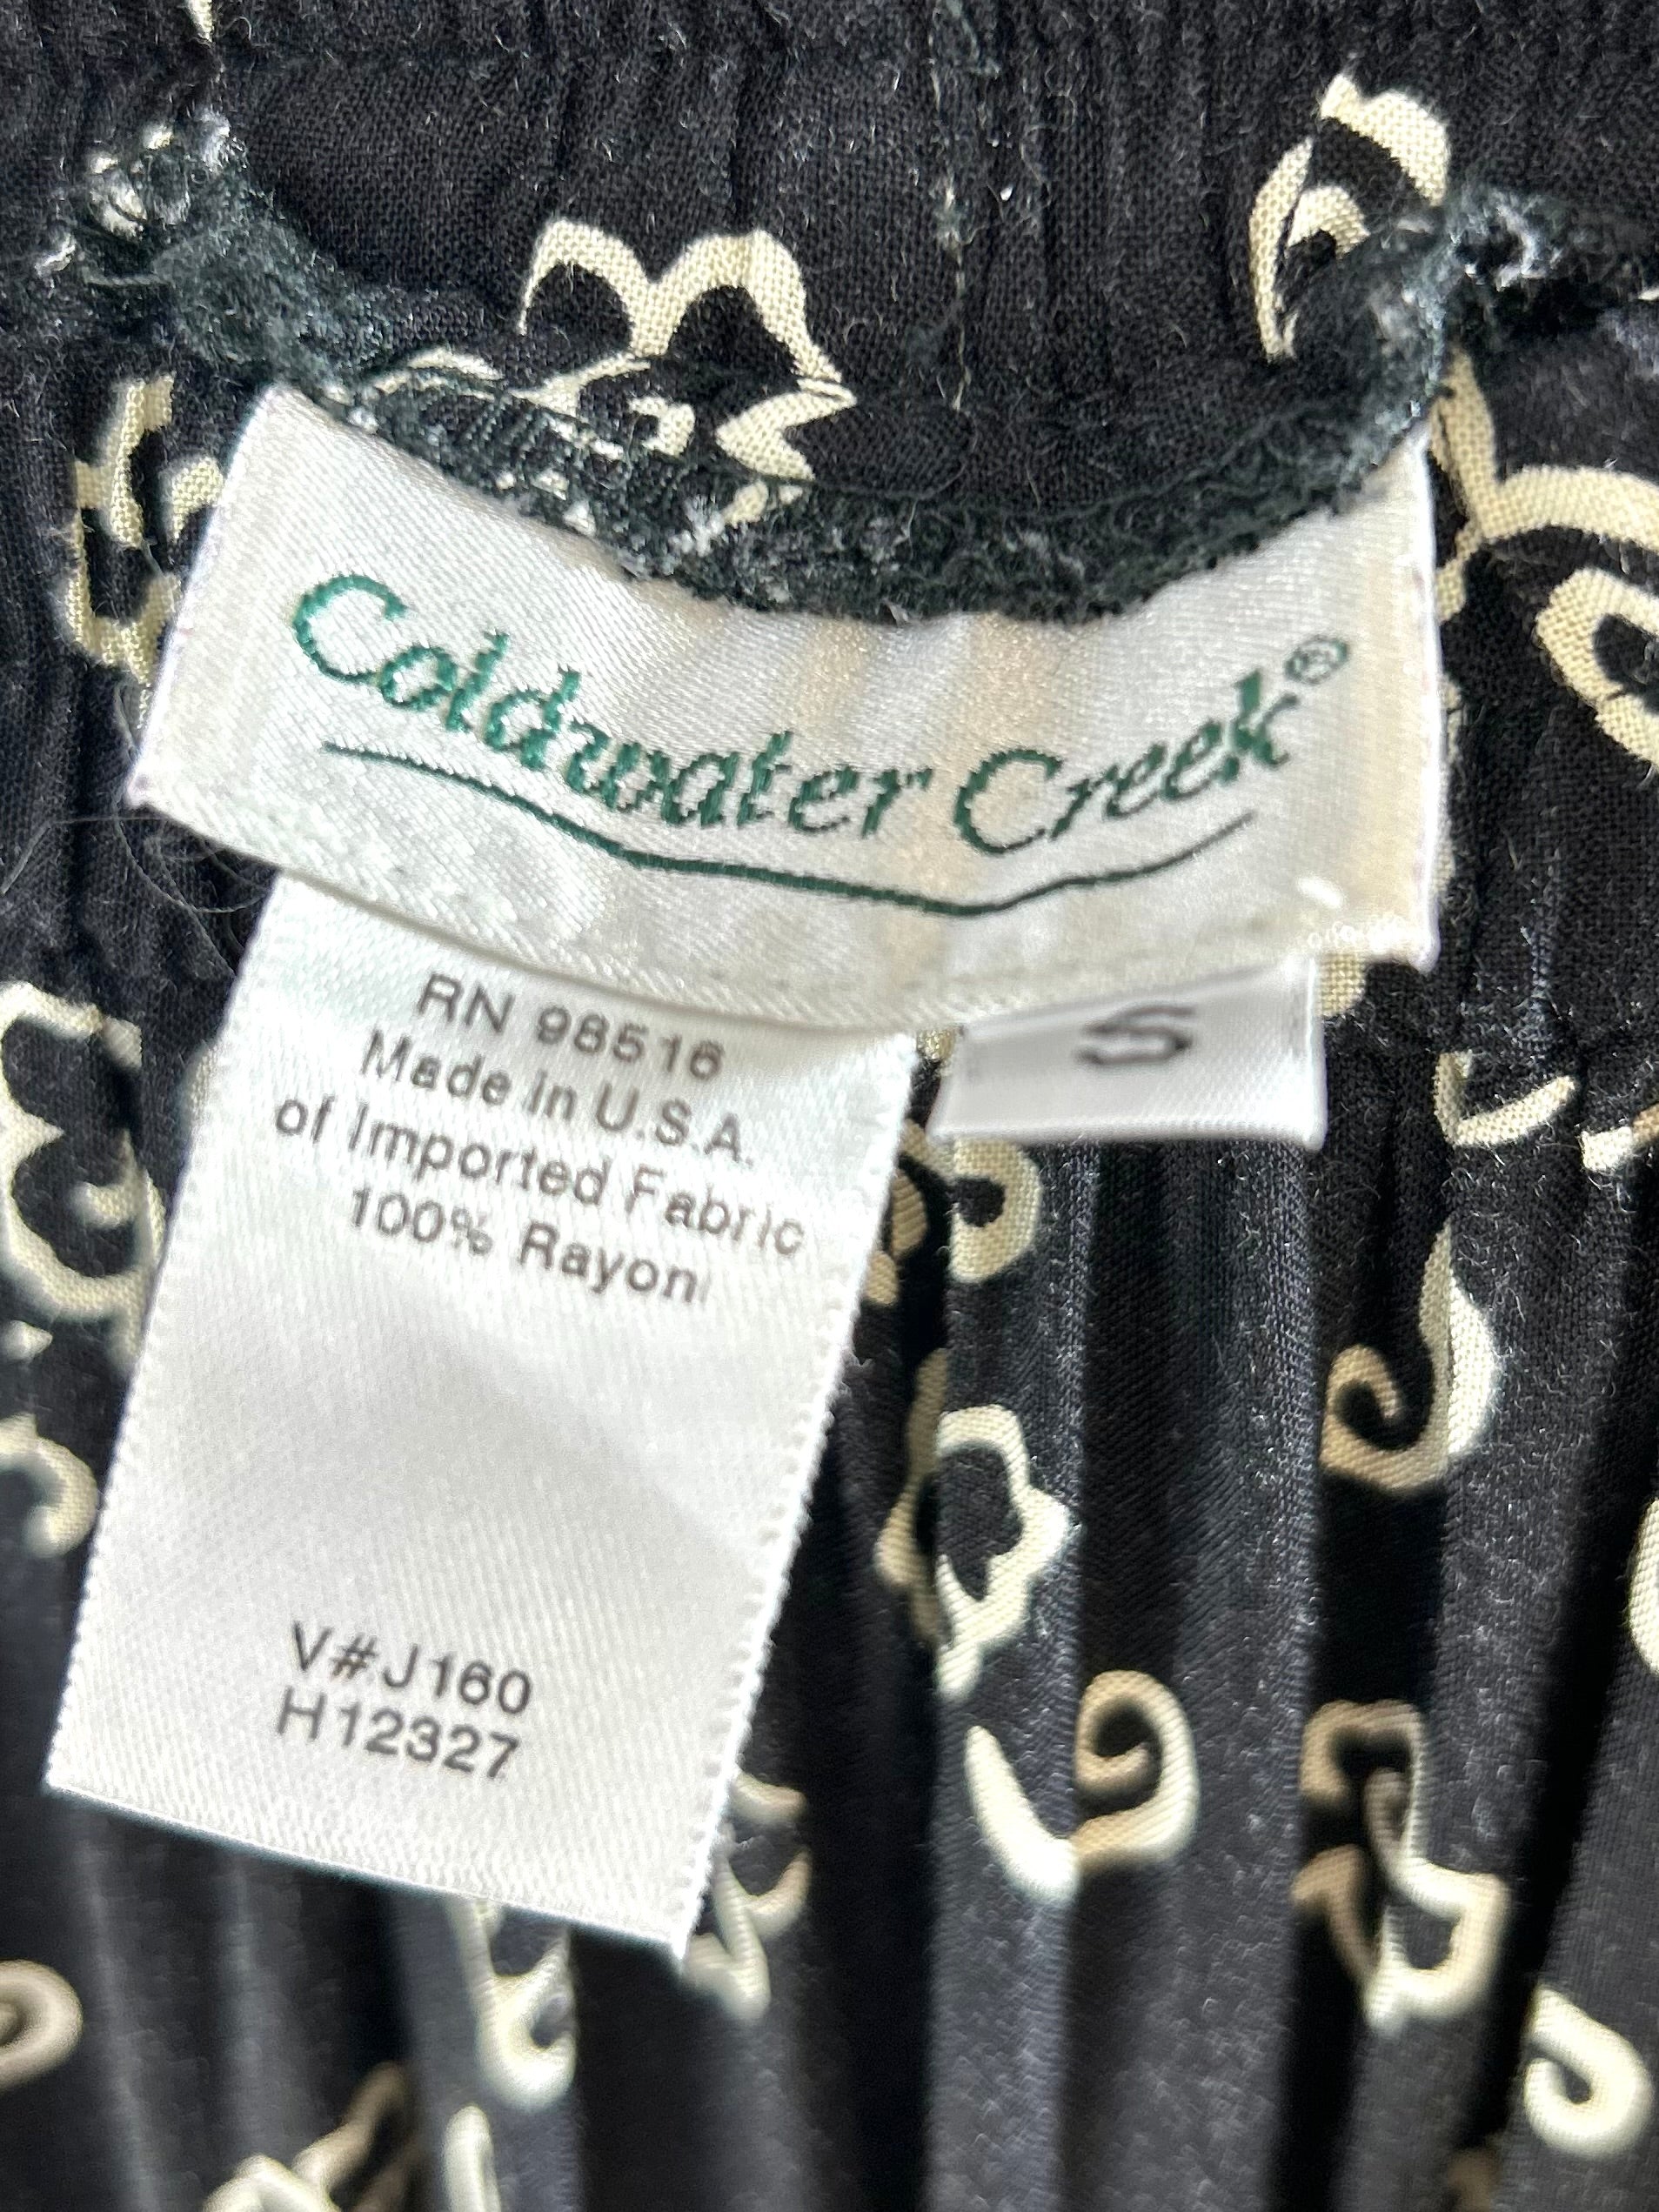 Coldwater Creek®
S
RN 98516
Made in U.S.A.
of Imported Fabric
100% Rayon
V#J160
H12327